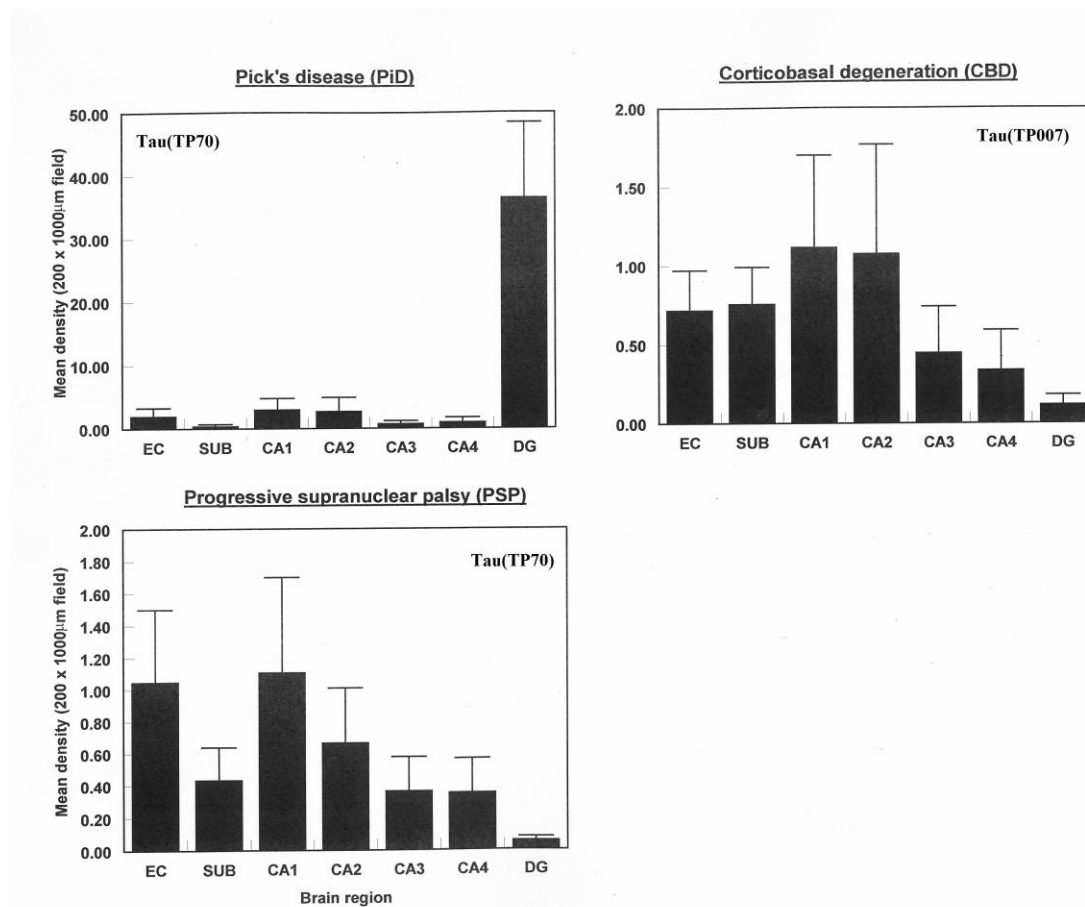 Pick's disease (PiD)
Tau(TP70)
Mean density (200 x 1000μm field)
50.00
40.00
30.00
20.00
10.00
0.00
EC SUB CA1 CA2 CA3 CA4 DG
Corticobasal degeneration (CBD)
Tau(TP007)
2.00
1.50
1.00
0.50
0.00
EC SUB CA1 CA2 CA3 CA4 DG
Progressive supranuclear palsy (PSP)
Tau(TP70)
Mean density (200 x 1000μm field)
2.00
1.80
1.60
1.40
1.20
1.00
0.80
0.60
0.40
0.20
0.00
EC SUB CA1 CA2 CA3 CA4 DG
Brain region